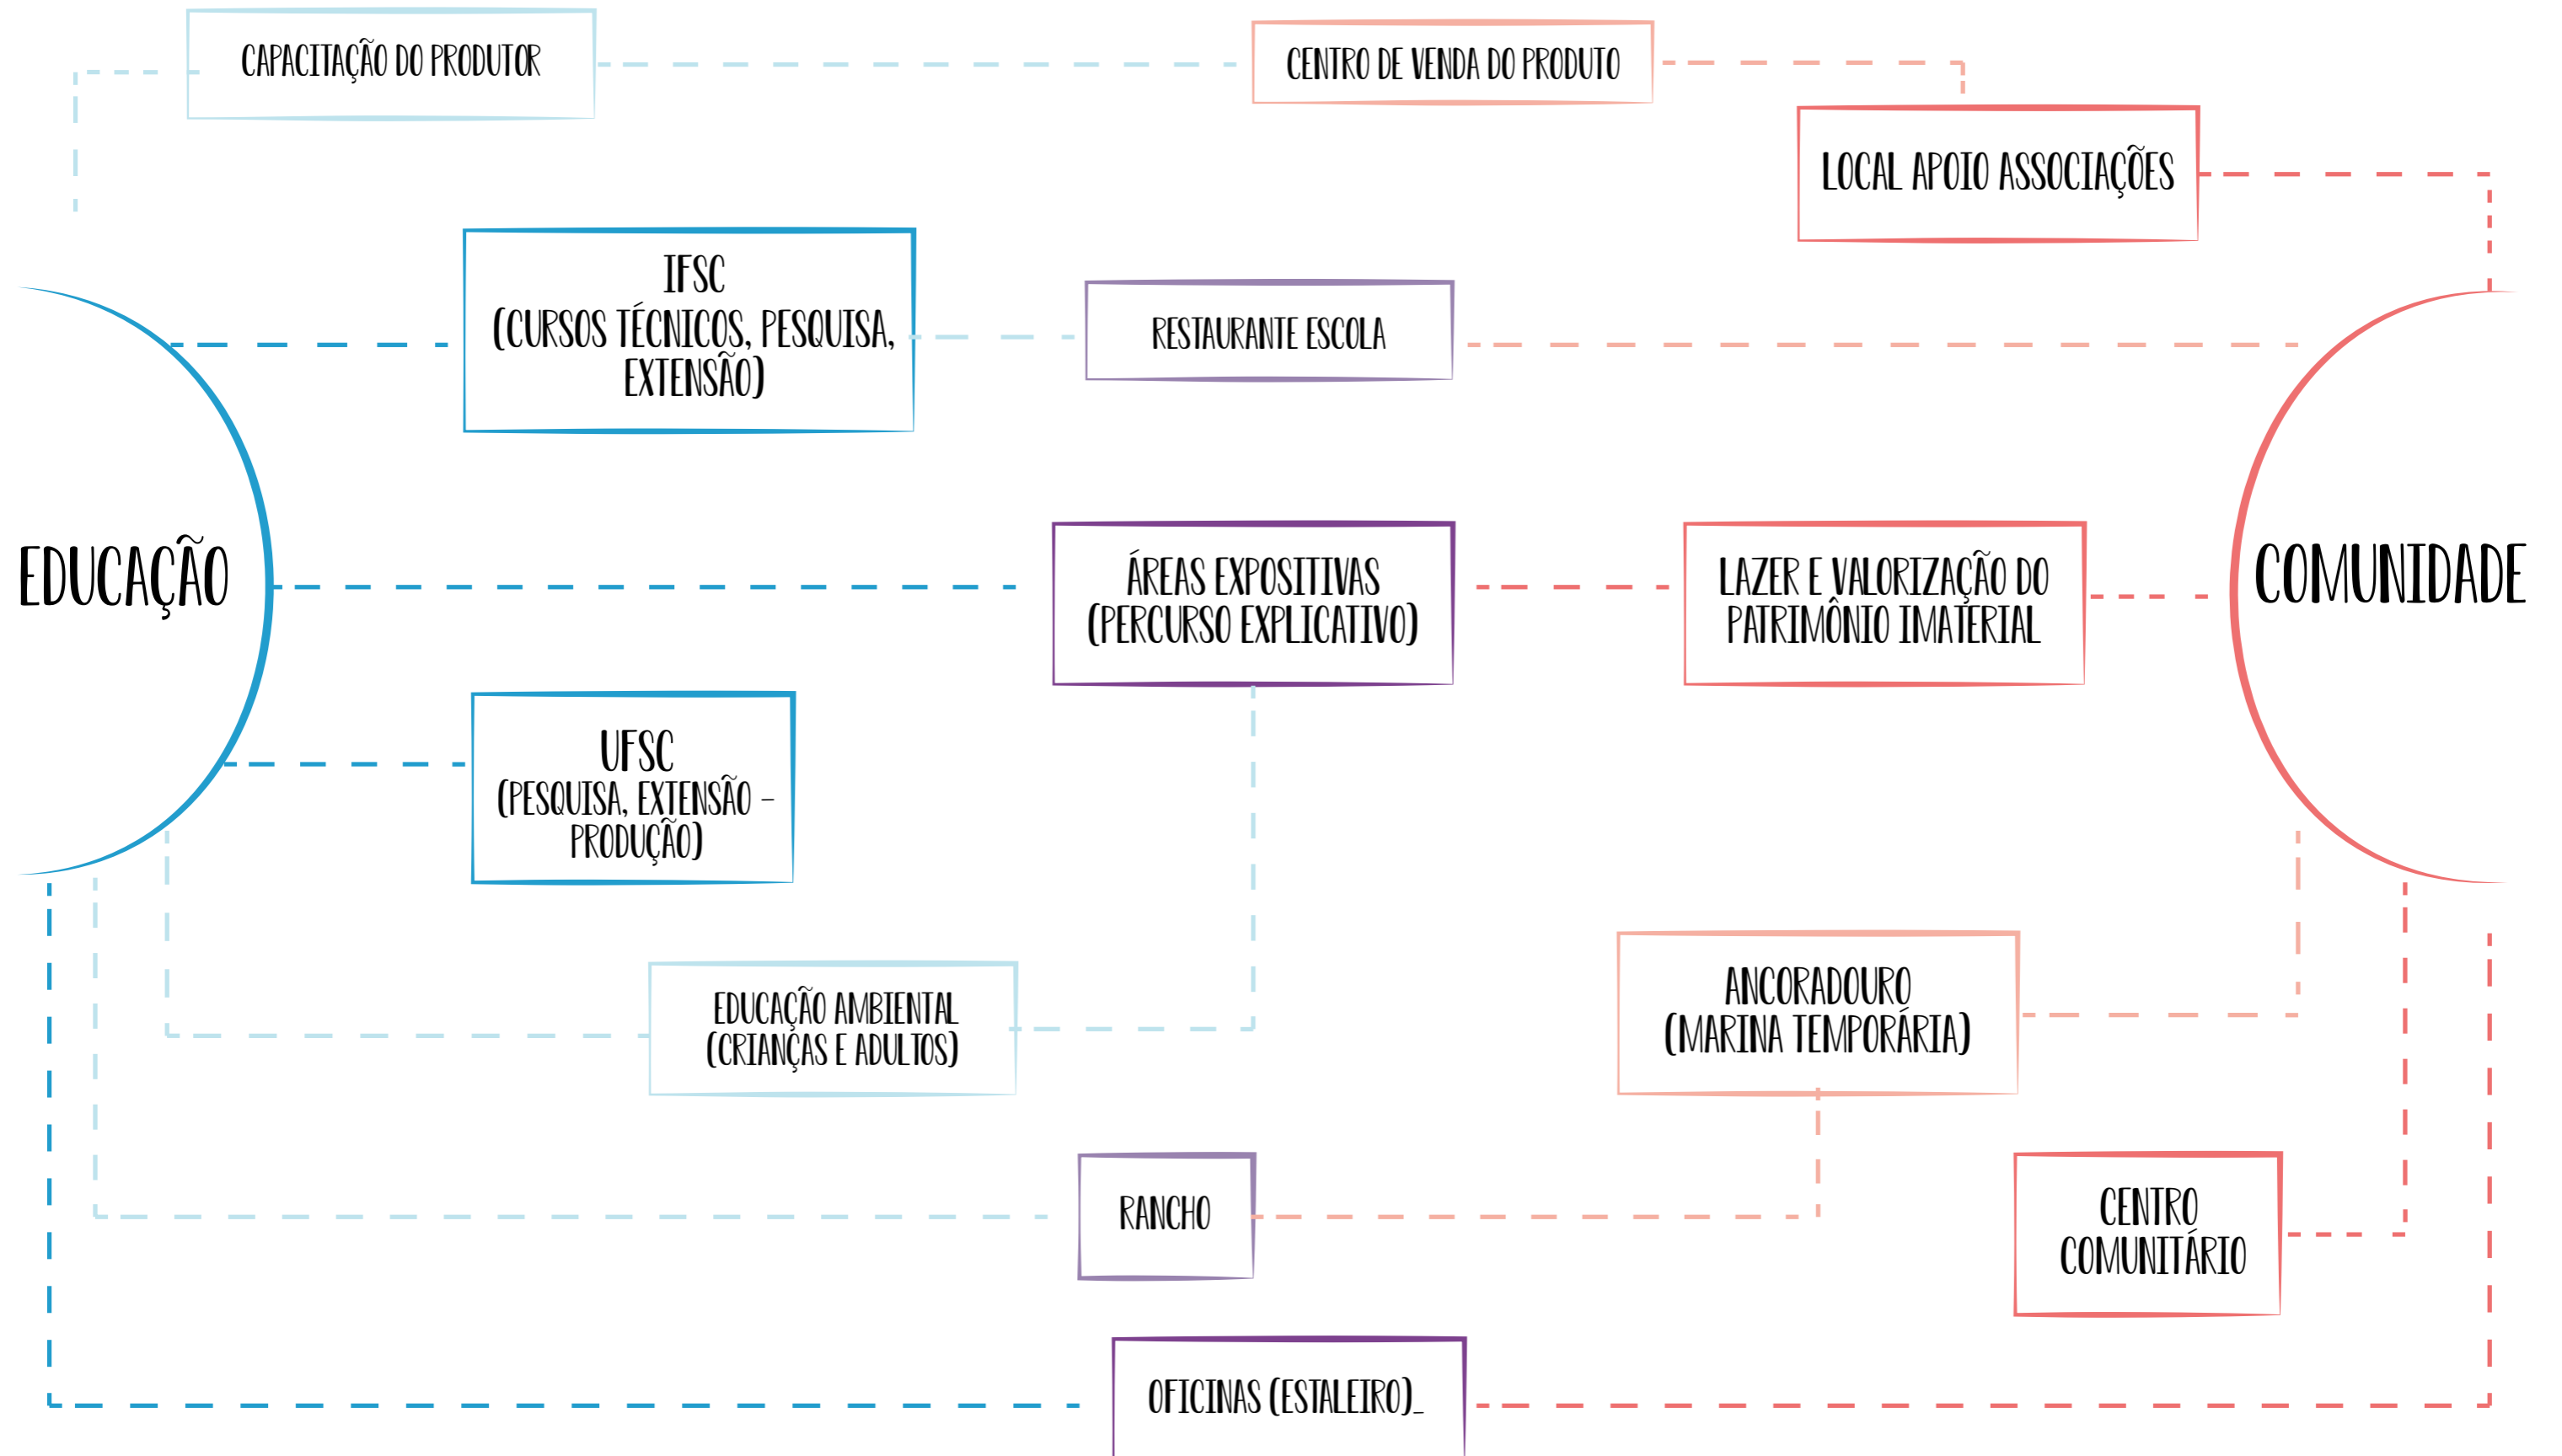 CAPACITAÇÃO DO PRODUTOR
CENTRO DE VENDA DO PRODUTO
LOCAL APOIO ASSOCIAÇÕES
IFSC
(CURSOS TÉCNICOS, PESQUISA,
EXTENSÃO)
RESTAURANTE ESCOLA
EDUCAÇÃO
ÁREAS EXPOSITIVAS
(PERCURSO EXPLICATIVO)
LAZER E VALORIZAÇÃO DO
PATRIMÔNIO IMATERIAL
COMUNIDADE
UFSC
(PESQUISA, EXTENSÃO -
PRODUÇÃO)
EDUCAÇÃO AMBIENTAL
(CRIANÇAS E ADULTOS)
ANCORADOURO
(MARINA TEMPORÁRIA)
RANCHO
CENTRO
COMUNITÁRIO
OFICINAS (ESTALEIRO)_